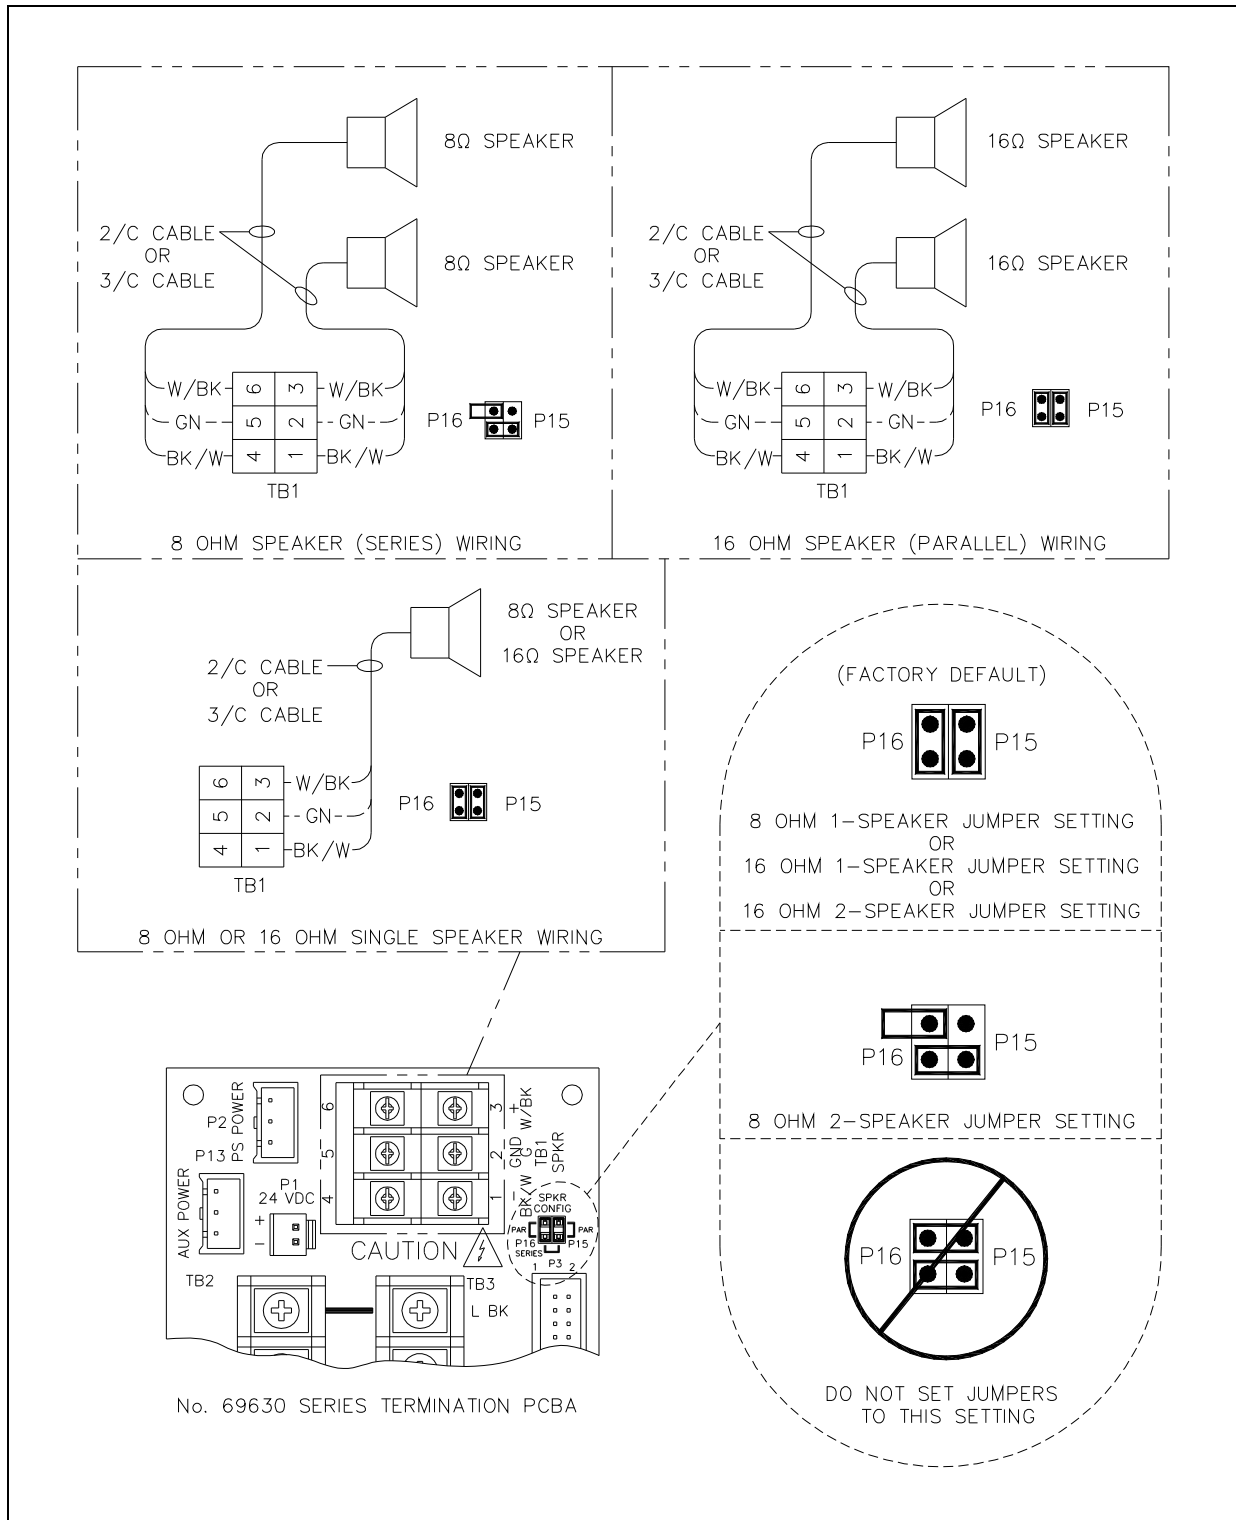 8Ω SPEAKER
2/C CABLE
OR
3/C CABLE
8Ω SPEAKER
W/BK 6 3 W/BK
GN 5 2 GN
BK/W 4 1 BK/W
TB1
P16 P15
8 OHM SPEAKER (SERIES) WIRING
16Ω SPEAKER
2/C CABLE
OR
3/C CABLE
16Ω SPEAKER
W/BK 6 3 W/BK
GN 5 2 GN
BK/W 4 1 BK/W
TB1
P16 P15
16 OHM SPEAKER (PARALLEL) WIRING
8Ω SPEAKER
OR
16Ω SPEAKER
2/C CABLE
OR
3/C CABLE
6 3 W/BK
5 2 GN
4 1 BK/W
TB1
P16 P15
8 OHM OR 16 OHM SINGLE SPEAKER WIRING
(FACTORY DEFAULT)
P16 P15
8 OHM 1-SPEAKER JUMPER SETTING
OR
16 OHM 1-SPEAKER JUMPER SETTING
OR
16 OHM 2-SPEAKER JUMPER SETTING
P16 P15
8 OHM 2-SPEAKER JUMPER SETTING
P16 P15
DO NOT SET JUMPERS
TO THIS SETTING
P2
PS POWER
P13
AUX POWER
P1
24 VDC
+
-
6
5
4
3
2
1
+ W/BK
GND G
BK/W
TB1
SPKR
SPKR
CONFIG
PAR PAR
P16 P15
SERIES
P3
1 2
CAUTION
TB2
TB3
L BK
No. 69630 SERIES TERMINATION PCBA